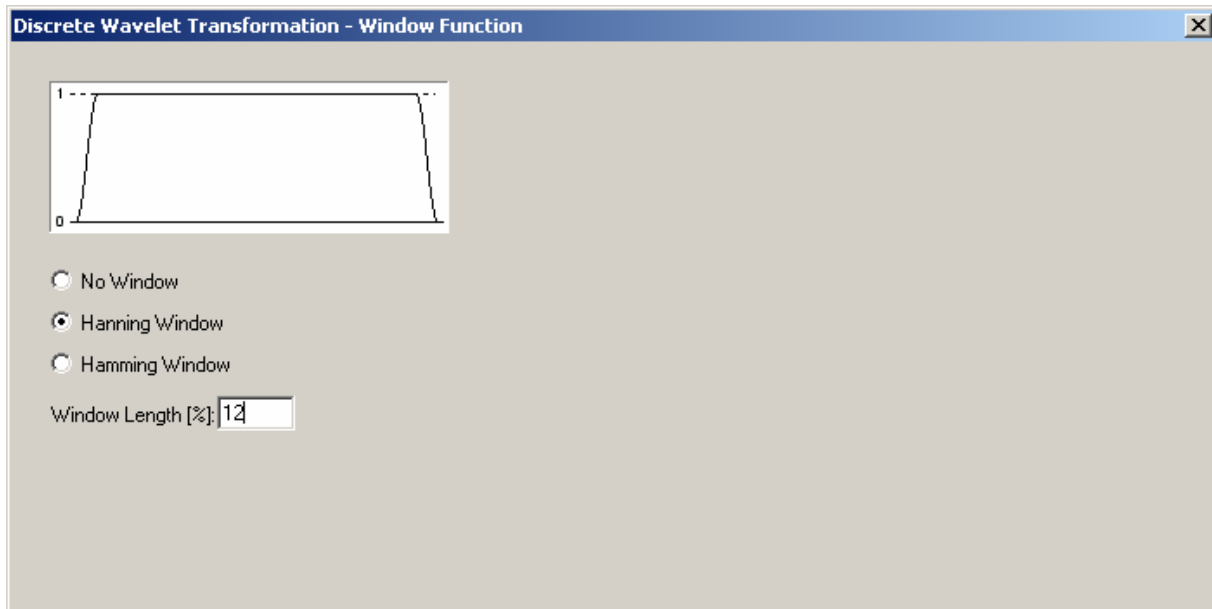 Discrete Wavelet Transformation - Window Function
1
0
No Window
Hanning Window
Hamming Window
Window Length [%]: 12